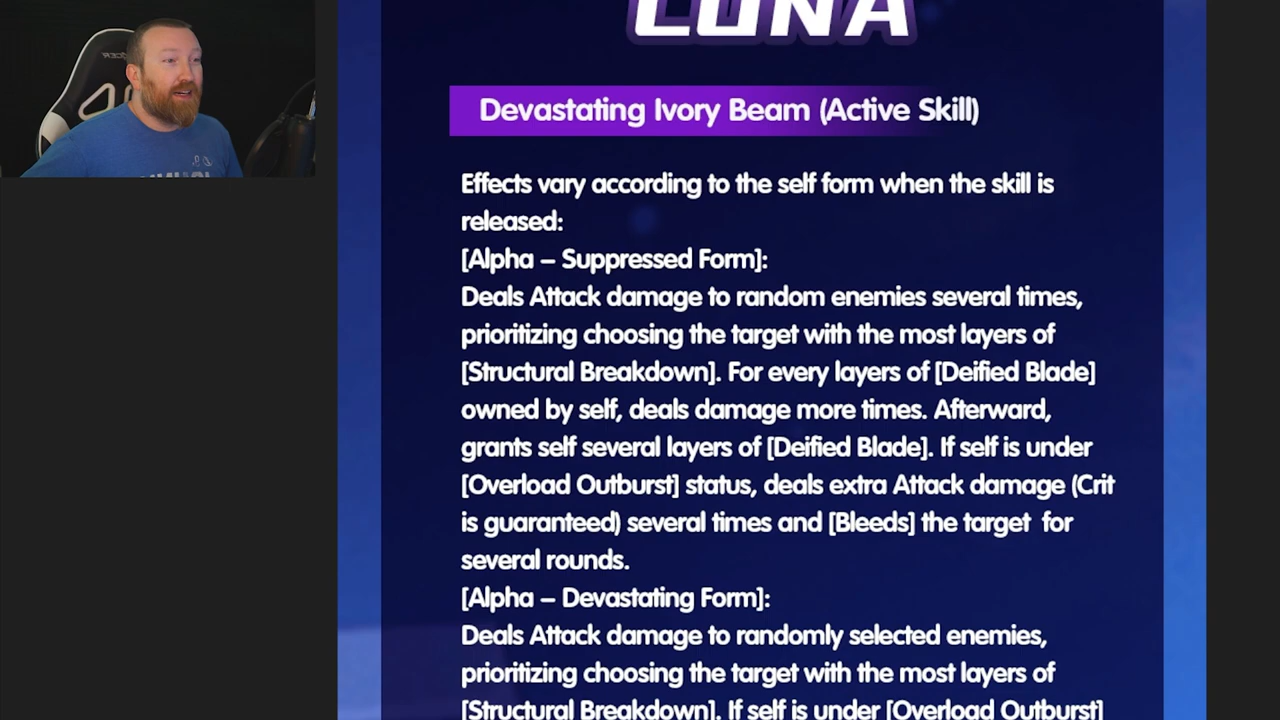 LUNA
Devastating Ivory Beam (Active Skill)
Effects vary according to the self form when the skill is
released:
[Alpha – Suppressed Form]:
Deals Attack damage to random enemies several times,
prioritizing choosing the target with the most layers of
[Structural Breakdown]. For every layers of [Deified Blade]
owned by self, deals damage more times. Afterward,
grants self several layers of [Deified Blade]. If self is under
[Overload Outburst] status, deals extra Attack damage (Crit
is guaranteed) several times and [Bleeds] the target for
several rounds.
[Alpha – Devastating Form]:
Deals Attack damage to randomly selected enemies,
prioritizing choosing the target with the most layers of
[Structural Breakdown]. If self is under [Overload Outburst]